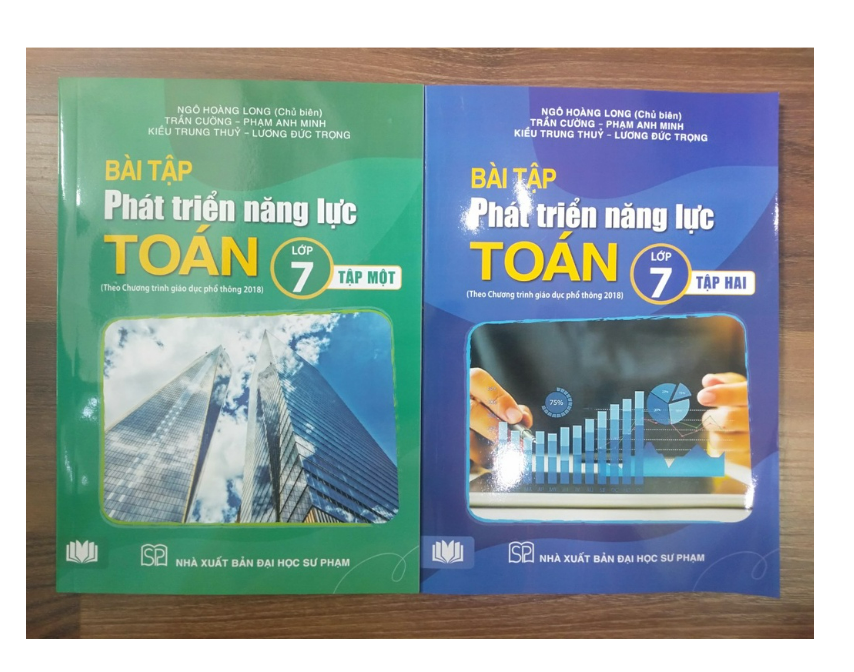 NGÔ HOÀNG LONG (Chủ biên)
TRẦN CƯỜNG – PHẠM ANH MINH
KIỀU TRUNG THUỶ – LƯƠNG ĐỨC TRỌNG
BÀI TẬP
Phát triển năng lực
TOÁN
LỚP
7
TẬP MỘT
(Theo Chương trình giáo dục phổ thông 2018)
SP
NHÀ XUẤT BẢN ĐẠI HỌC SƯ PHẠM
NGÔ HOÀNG LONG (Chủ biên)
TRẦN CƯỜNG – PHẠM ANH MINH
KIỀU TRUNG THUỶ – LƯƠNG ĐỨC TRỌNG
BÀI TẬP
Phát triển năng lực
TOÁN
LỚP
7
TẬP HAI
(Theo Chương trình giáo dục phổ thông 2018)
75%
SP
NHÀ XUẤT BẢN ĐẠI HỌC SƯ PHẠM